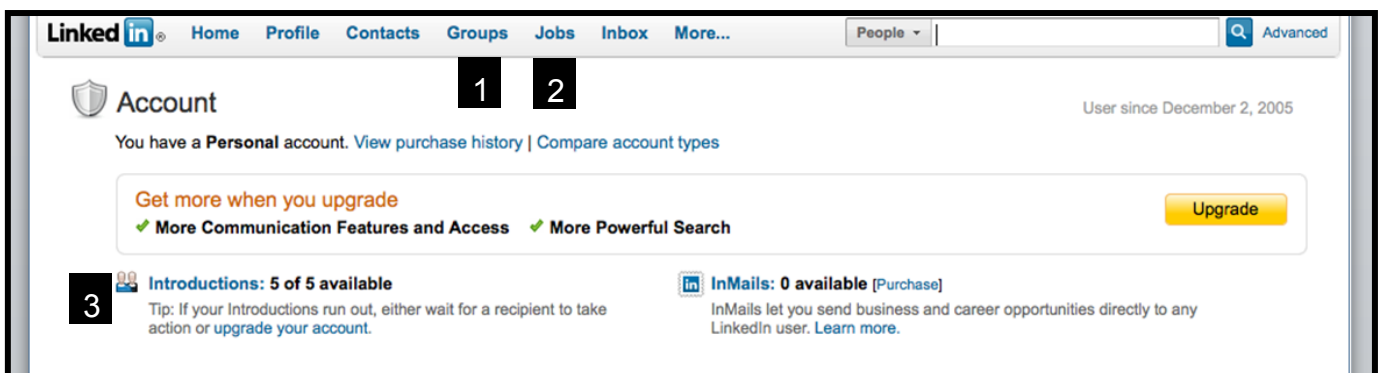 Linked in ® Home Profile Contacts Groups Jobs Inbox More... People Advanced
1 2
Account
User since December 2, 2005
You have a Personal account. View purchase history | Compare account types
Get more when you upgrade
More Communication Features and Access More Powerful Search
Upgrade
3
Introductions: 5 of 5 available
Tip: If your Introductions run out, either wait for a recipient to take
action or upgrade your account.
in InMails: 0 available [Purchase]
InMails let you send business and career opportunities directly to any
LinkedIn user. Learn more.